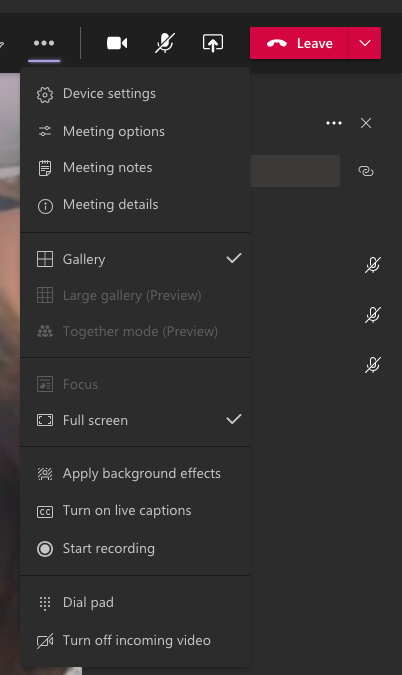 Leave
Device settings
Meeting options
Meeting notes
Meeting details
Gallery
Large gallery (Preview)
Together mode (Preview)
Focus
Full screen
Apply background effects
CC Turn on live captions
Start recording
Dial pad
Turn off incoming video